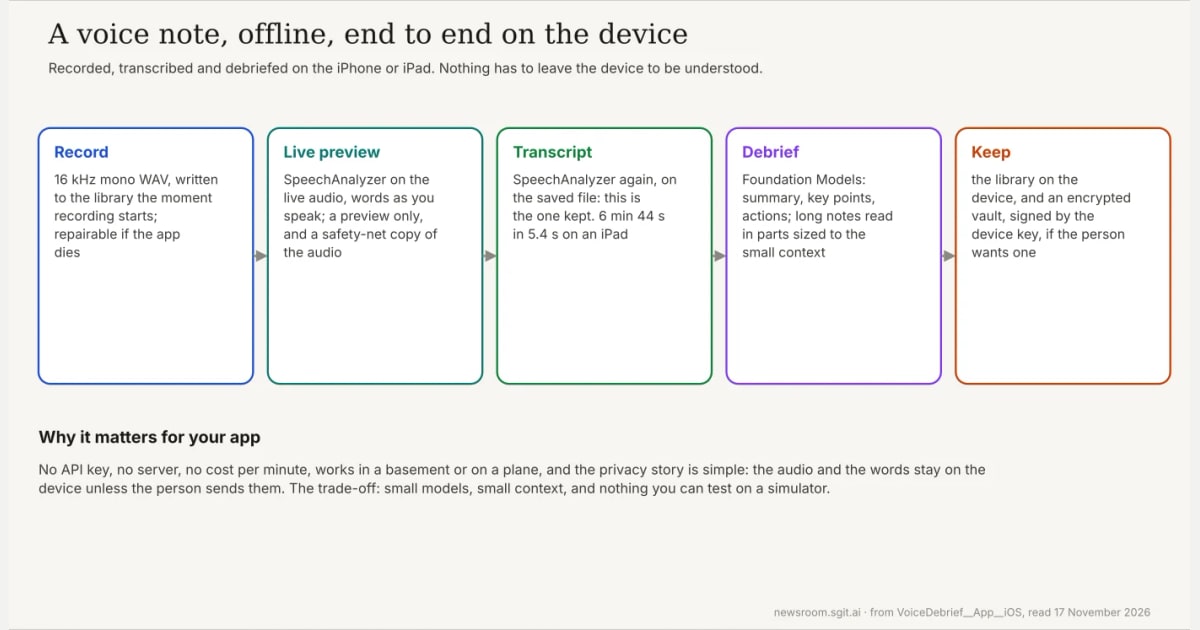 A voice note, offline, end to end on the device
Recorded, transcribed and debriefed on the iPhone or iPad. Nothing has to leave the device to be understood.
Record
16 kHz mono WAV, written
to the library the moment
recording starts;
repairable if the app
dies
Live preview
SpeechAnalyzer on the
live audio, words as you
speak; a preview only,
and a safety-net copy of
the audio
Transcript
SpeechAnalyzer again, on
the saved file: this is
the one kept. 6 min 44 s
in 5.4 s on an iPad
Debrief
Foundation Models:
summary, key points,
actions; long notes read
in parts sized to the
small context
Keep
the library on the
device, and an encrypted
vault, signed by the
device key, if the person
wants one
Why it matters for your app
No API key, no server, no cost per minute, works in a basement or on a plane, and the privacy story is simple: the audio and the words stay on the
device unless the person sends them. The trade-off: small models, small context, and nothing you can test on a simulator.
newsroom.sgit.ai · from VoiceDebrief__App__iOS, read 17 November 2026